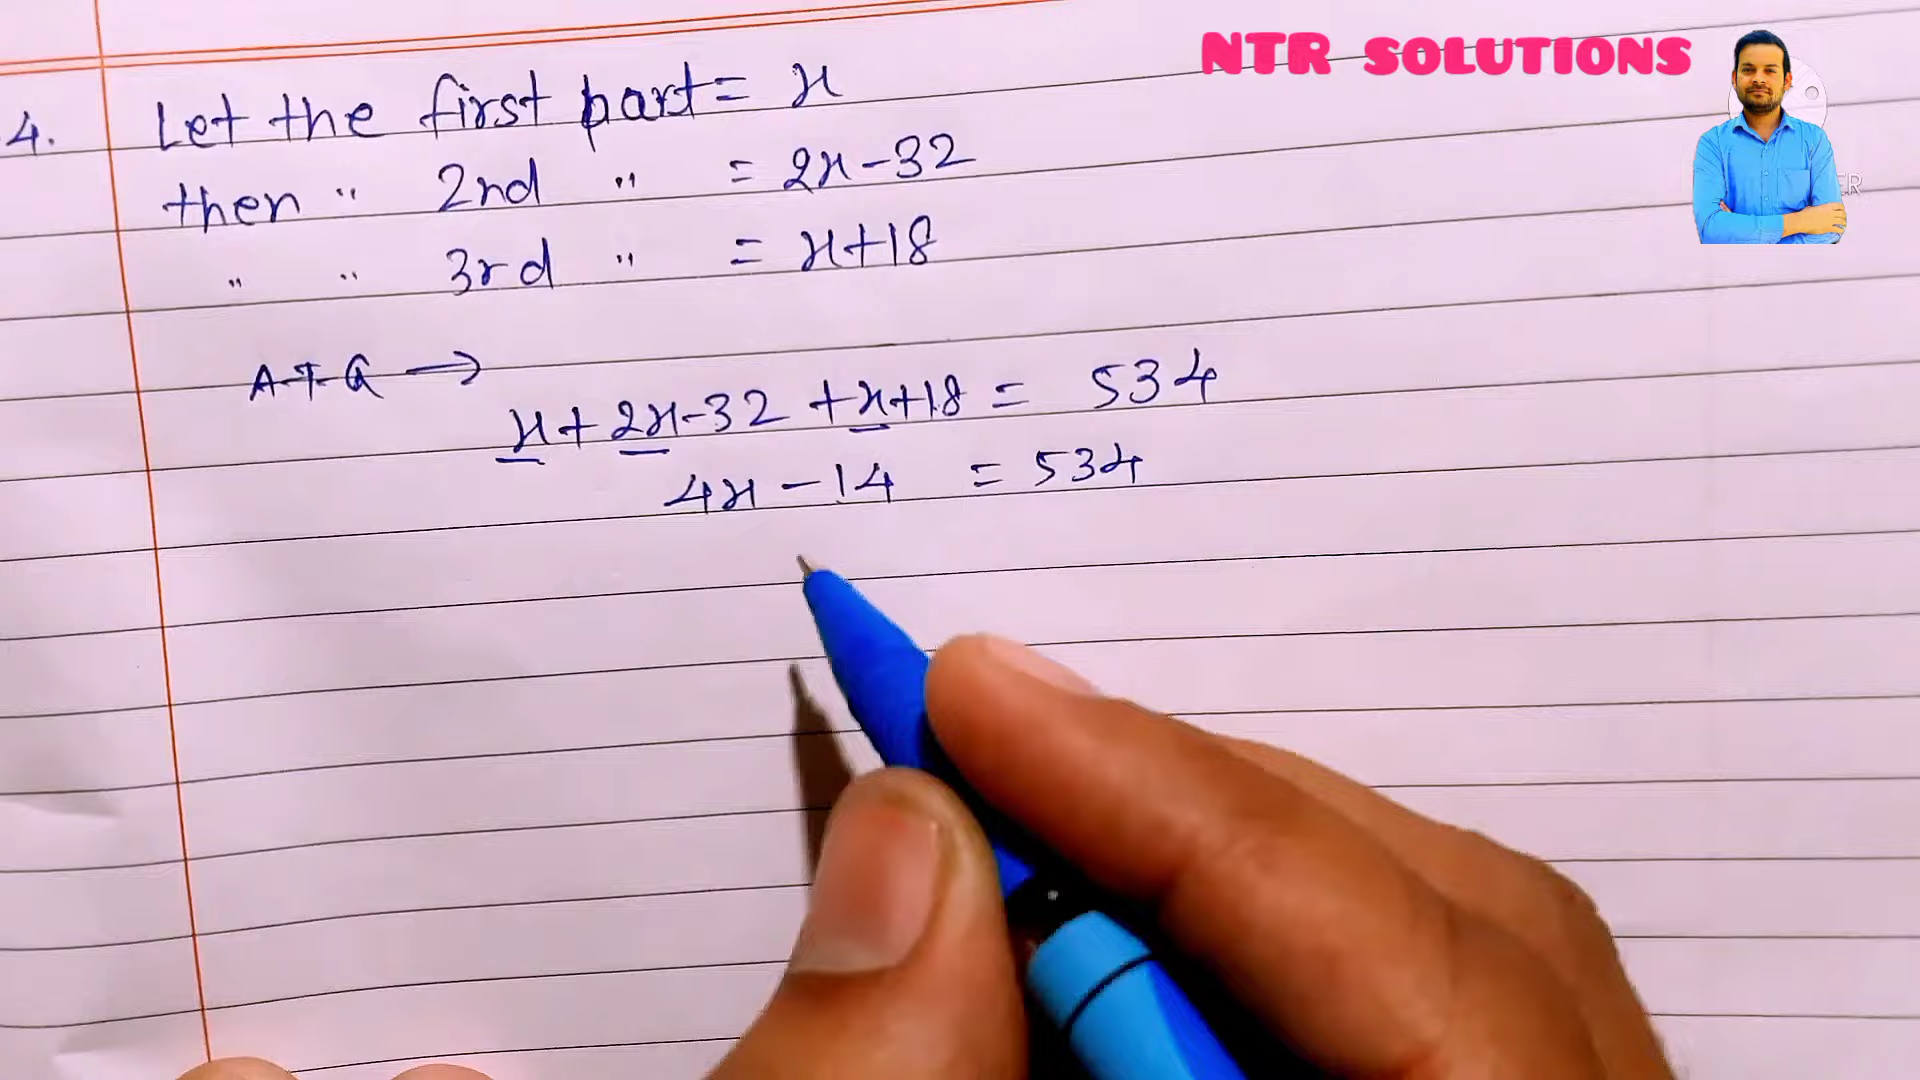 NTR SOLUTIONS
4. Let the first part = x
then " 2nd " = 2x-32
" " 3rd " = x+18
A.T.Q →
x+2x-32 +x+18 = 534
4x - 14 = 534